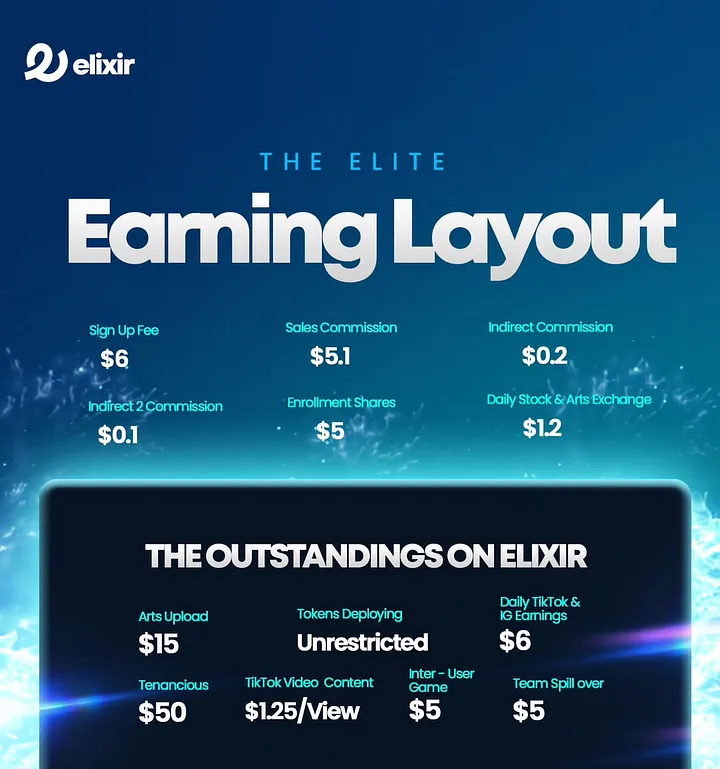 elixir
THE ELITE
Earning Layout
Sign Up Fee
$6
Sales Commission
$5.1
Indirect Commission
$0.2
Indirect 2 Commission
$0.1
Enrollment Shares
$5
Daily Stock & Arts Exchange
$1.2
THE OUTSTANDINGS ON ELIXIR
Arts Upload
$15
Tokens Deploying
Unrestricted
Daily TikTok &
IG Earnings
$6
Tenancious
$50
TikTok Video Content
$1.25/View
Inter - User
Game
$5
Team Spill over
$5